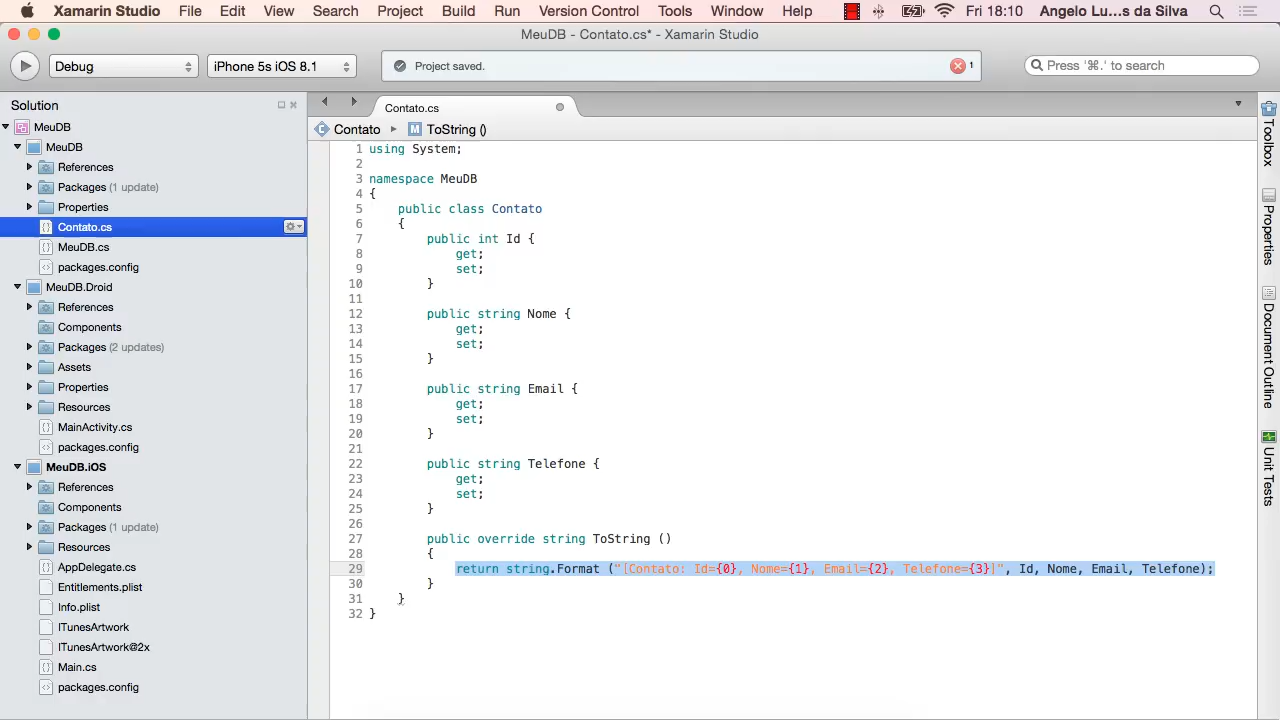 Xamarin Studio File Edit View Search Project Build Run Version Control Tools Window Help Fri 18:10 Angelo Lu...s da Silva
MeuDB - Contato.cs* - Xamarin Studio
Debug iPhone 5s iOS 8.1 Project saved. 1 Press '⌘.' to search
Solution
MeuDB
MeuDB
References
Packages (1 update)
Properties
Contato.cs
MeuDB.cs
packages.config
MeuDB.Droid
References
Components
Packages (2 updates)
Assets
Properties
Resources
MainActivity.cs
packages.config
MeuDB.iOS
References
Components
Packages (1 update)
Resources
AppDelegate.cs
Entitlements.plist
Info.plist
ITunesArtwork
ITunesArtwork@2x
Main.cs
packages.config
Contato.cs
Contato ToString ()
1 using System;
2
3 namespace MeuDB
4 {
5 public class Contato
6 {
7 public int Id {
8 get;
9 set;
10 }
11
12 public string Nome {
13 get;
14 set;
15 }
16
17 public string Email {
18 get;
19 set;
20 }
21
22 public string Telefone {
23 get;
24 set;
25 }
26
27 public override string ToString ()
28 {
29 return string.Format ("[Contato: Id={0}, Nome={1}, Email={2}, Telefone={3}]", Id, Nome, Email, Telefone);
30 }
31 }
32 }
Toolbox
Properties
Document Outline
Unit Tests